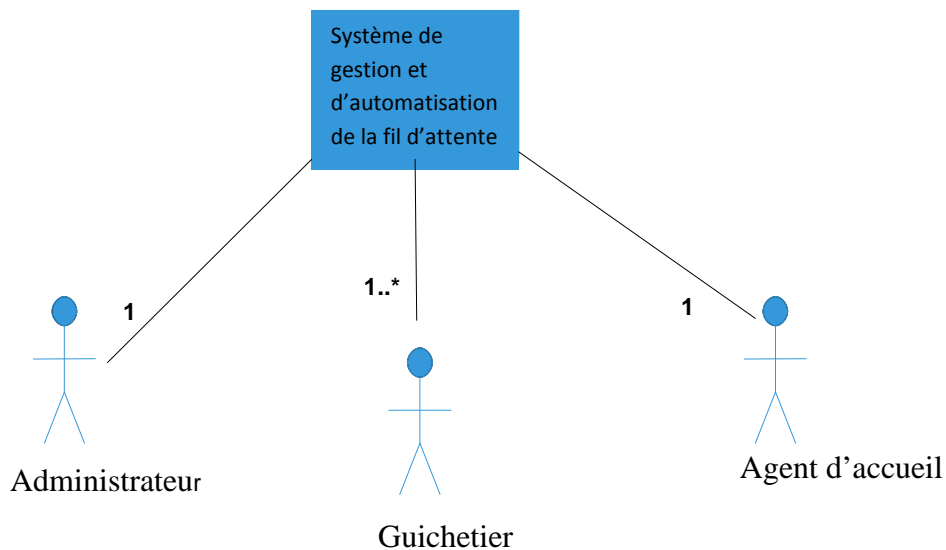 Système de
gestion et
d'automatisation
de la fil d'attente
1
1..*
1
Administrateur
Guichetier
Agent d'accueil